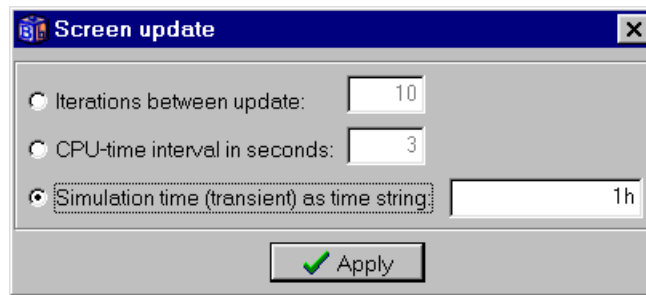 Screen update
Iterations between update: 10
CPU-time interval in seconds: 3
Simulation time (transient) as time string: 1h
Apply